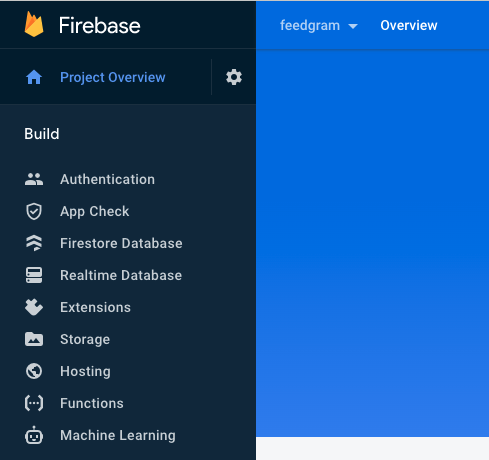 Firebase
feedgram
Overview
Project Overview
Build
Authentication
App Check
Firestore Database
Realtime Database
Extensions
Storage
Hosting
Functions
Machine Learning